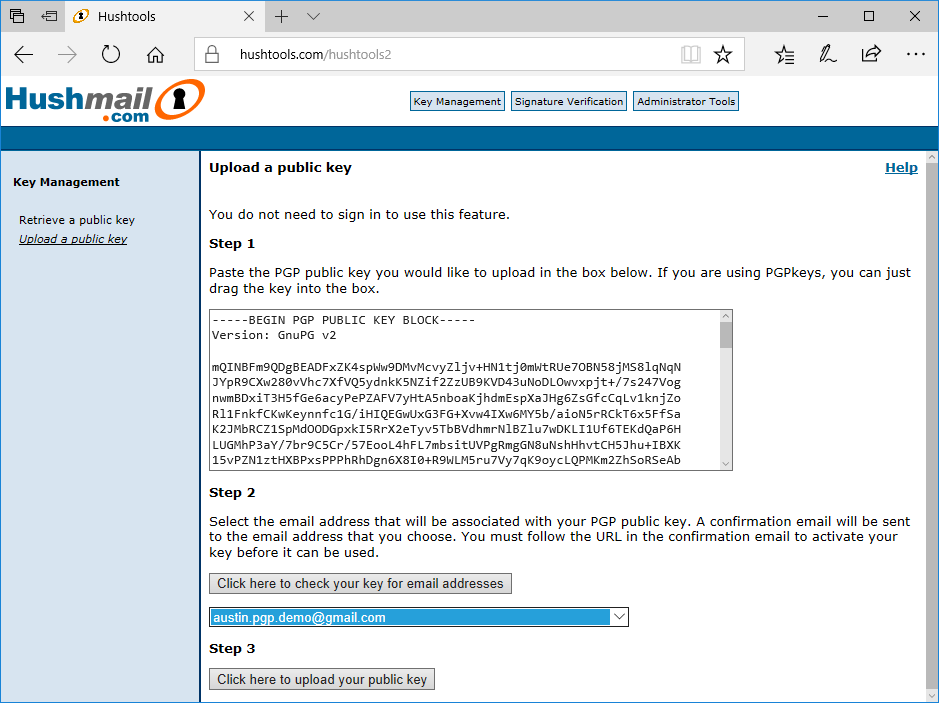 Hushtools
hushtools.com/hushtools2
Hushmail
.com
Key Management
Signature Verification
Administrator Tools
Key Management
Retrieve a public key
Upload a public key
Upload a public key
Help
You do not need to sign in to use this feature.
Step 1
Paste the PGP public key you would like to upload in the box below. If you are using PGPkeys, you can just
drag the key into the box.
-----BEGIN PGP PUBLIC KEY BLOCK-----
Version: GnuPG v2
mQINBFm9QDgBEADFxZK4spWw9DMvMcvyZljv+HN1tj0mWtRUe7OBN58jMS8lqNqN
JYpR9CXw280vVhc7XfVQ5ydnkK5NZif2ZzUB9KVD43uNoDLOwvxpjt+/7s247Vog
nwmBDxiT3H5fGe6acyPePZAFV7yHtA5nboaKjhdmEspXaJHg6ZsGfcCqLv1knjZo
Rl1FnkfCKwKeynnfc1G/iHIQEGwUxG3FG+Xvw4IXw6MY5b/aioN5rRCkT6x5FfSa
K2JMbRCZ1SpMdOODGpxkI5RrX2eTyv5TbBVdhmrNlBZlu7wDKLI1Uf6TEKdQaP6H
LUGMhP3aY/7br9C5Cr/57EooL4hFL7mbsitUVPgRmgGN8uNshHhvtCH5Jhu+IBXK
15vPZN1ztHXBPxsPPPhRhDgn6X8I0+R9WLM5ru7Vy7qK9oycLQPMKm2ZhSoRSeAb
Step 2
Select the email address that will be associated with your PGP public key. A confirmation email will be sent
to the email address that you choose. You must follow the URL in the confirmation email to activate your
key before it can be used.
Click here to check your key for email addresses
austin.pgp.demo@gmail.com
Step 3
Click here to upload your public key